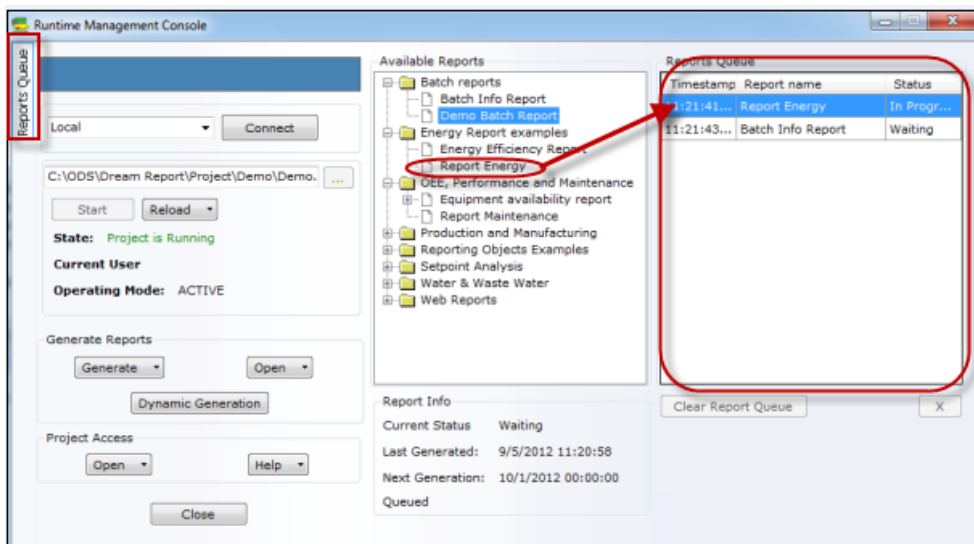 Runtime Management Console
Reports Queue
Local
Connect
C:\ODS\Dream Report\Project\Demo\Demo.
...
Start
Reload
State: Project is Running
Current User
Operating Mode: ACTIVE
Generate Reports
Generate
Open
Dynamic Generation
Project Access
Open
Help
Close
Available Reports
Batch reports
Batch Info Report
Demo Batch Report
Energy Report examples
Energy Efficiency Report
Report Energy
OEE, Performance and Maintenance
Equipment availability report
Report Maintenance
Production and Manufacturing
Reporting Objects Examples
Setpoint Analysis
Water & Waste Water
Web Reports
Report Info
Current Status Waiting
Last Generated: 9/5/2012 11:20:58
Next Generation: 10/1/2012 00:00:00
Queued
Reports Queue
Timestamp Report name Status
11:21:41... Report Energy In Progr...
11:21:43... Batch Info Report Waiting
Clear Report Queue
X